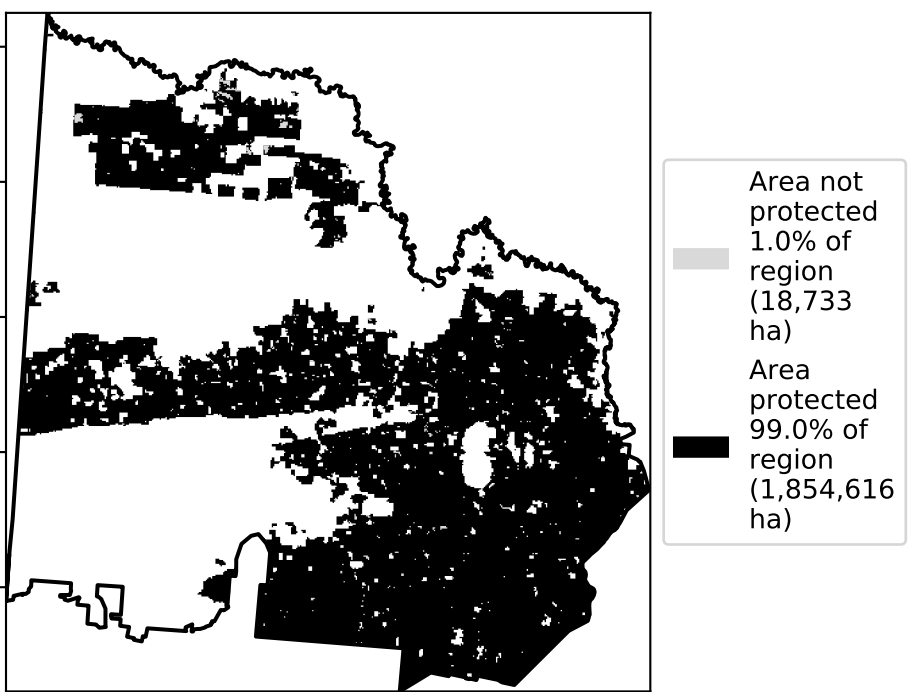 Area not
protected
1.0% of
region
(18,733
ha)
Area
protected
99.0% of
region
(1,854,616
ha)